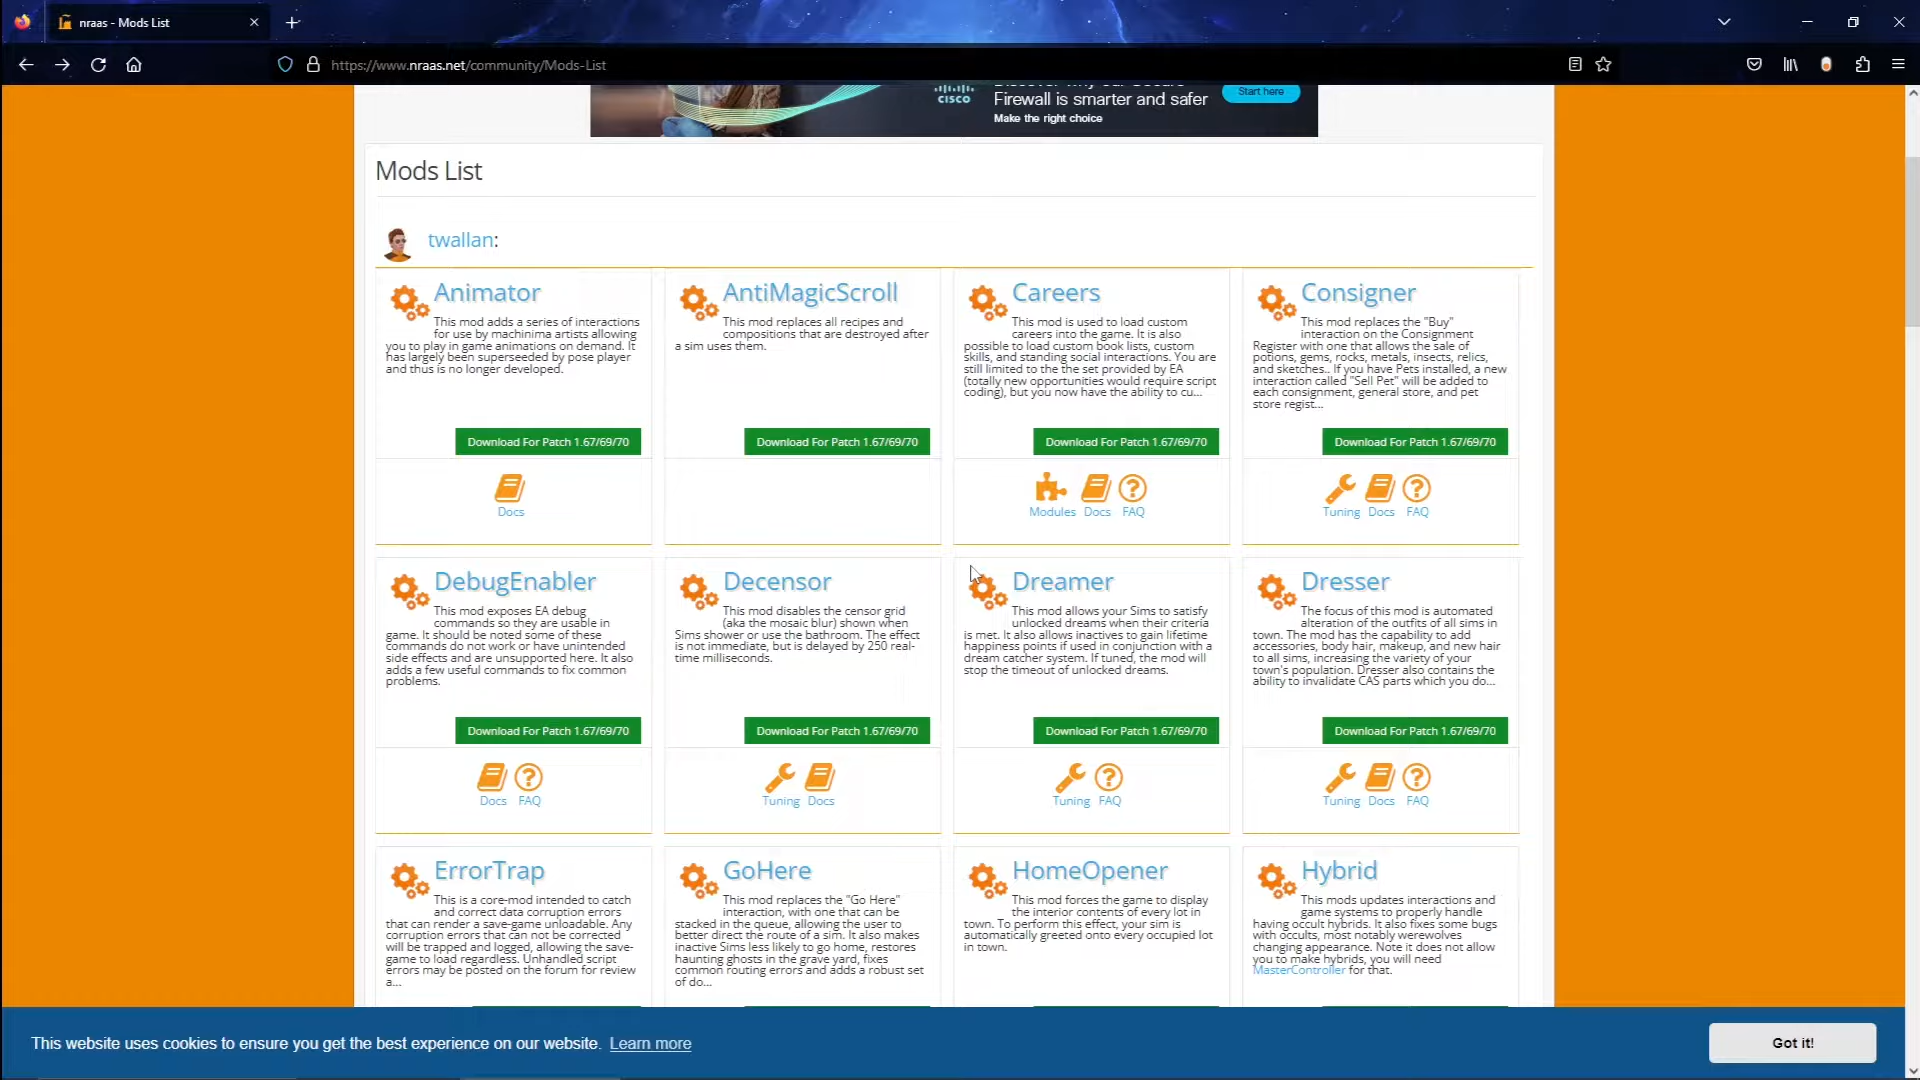 nraas - Mods List
https://www.nraas.net/community/Mods-List
CISCO
Firewall is smarter and safer
Make the right choice
Start here
Mods List
twallan:
Animator
This mod adds a series of interactions
for use by machinima artists allowing
you to play in game animations on demand. It
has largely been superseeded by pose player
and thus is no longer developed.
Download For Patch 1.67/69/70
Docs
AntiMagicScroll
This mod replaces all recipes and
compositions that are destroyed after
a sim uses them.
Download For Patch 1.67/69/70
Careers
This mod is used to load custom
careers into the game. It is also
possible to load custom book lists, custom
skills, and standing social interactions. You are
still limited to the the set provided by EA
(totally new opportunities would require script
coding), but you now have the ability to cu...
Download For Patch 1.67/69/70
Modules Docs FAQ
Consigner
This mod replaces the "Buy"
interaction on the Consignment
Register with one that allows the sale of
potions, gems, rocks, metals, insects, relics,
and sketches.. If you have Pets installed, a new
interaction called "Sell Pet" will be added to
each consignment, general store, and pet
store regist...
Download For Patch 1.67/69/70
Tuning Docs FAQ
DebugEnabler
This mod exposes EA debug
commands so they are usable in
game. It should be noted some of these
commands do not work or have unintended
side effects and are unsupported here. It also
adds a few useful commands to fix common
problems.
Download For Patch 1.67/69/70
Docs FAQ
Decensor
This mod disables the censor grid
(aka the mosaic blur) shown when
Sims shower or use the bathroom. The effect
is not immediate, but is delayed by 250 real-
time milliseconds.
Download For Patch 1.67/69/70
Tuning Docs
Dreamer
This mod allows your Sims to satisfy
unlocked dreams when their criteria
is met. It also allows inactives to gain lifetime
happiness points if used in conjunction with a
dream catcher system. If tuned, the mod will
stop the timeout of unlocked dreams.
Download For Patch 1.67/69/70
Tuning FAQ
Dresser
The focus of this mod is automated
alteration of the outfits of all sims in
town. The mod has the capability to add
accessories, body hair, makeup, and new hair
to all sims, increasing the variety of your
town's population. Dresser also contains the
ability to invalidate CAS parts which you do...
Download For Patch 1.67/69/70
Tuning Docs FAQ
ErrorTrap
This is a core-mod intended to catch
and correct data corruption errors
that can render a save-game unloadable. Any
corruption errors that can not be corrected
will be trapped and logged, allowing the save-
game to load regardless. Unhandled script
errors may be posted on the forum for review
a...
GoHere
This mod replaces the "Go Here"
interaction, with one that can be
stacked in the queue, allowing the user to
better direct the route of a sim. It also makes
inactive Sims less likely to go home, restores
haunting ghosts in the grave yard, fixes
common routing errors and adds a robust set
of do...
HomeOpener
This mod forces the game to display
the interior contents of every lot in
town. To perform this effect, your sim is
automatically greeted onto every occupied lot
in town.
Hybrid
This mods updates interactions and
game systems to properly handle
having occult hybrids. It also fixes some bugs
with occults, most notably werewolves
changing appearance. Note it does not allow
you to make hybrids, you will need
MasterController for that.
This website uses cookies to ensure you get the best experience on our website. Learn more
Got it!